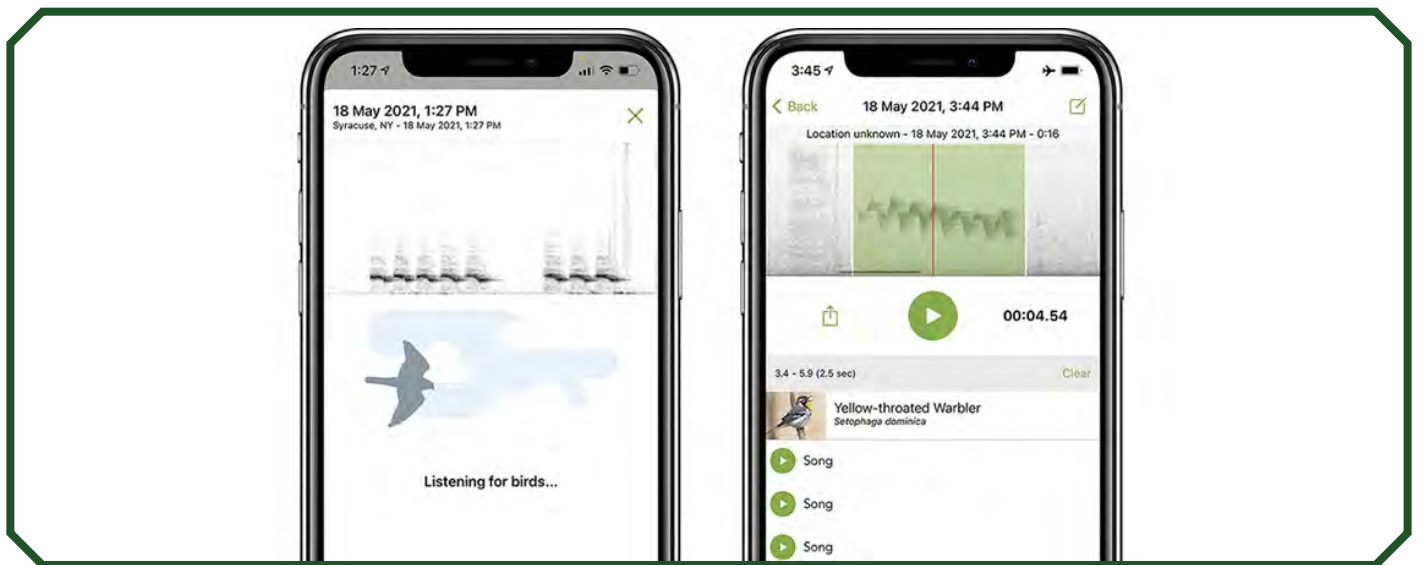 1:27
18 May 2021, 1:27 PM
Syracuse, NY - 18 May 2021, 1:27 PM
Listening for birds...
3:45
Back
18 May 2021, 3:44 PM
Location unknown - 18 May 2021, 3:44 PM - 0:16
00:04.54
3.4 - 5.9 (2.5 sec)
Clear
Yellow-throated Warbler
Setophaga dominica
Song
Song
Song